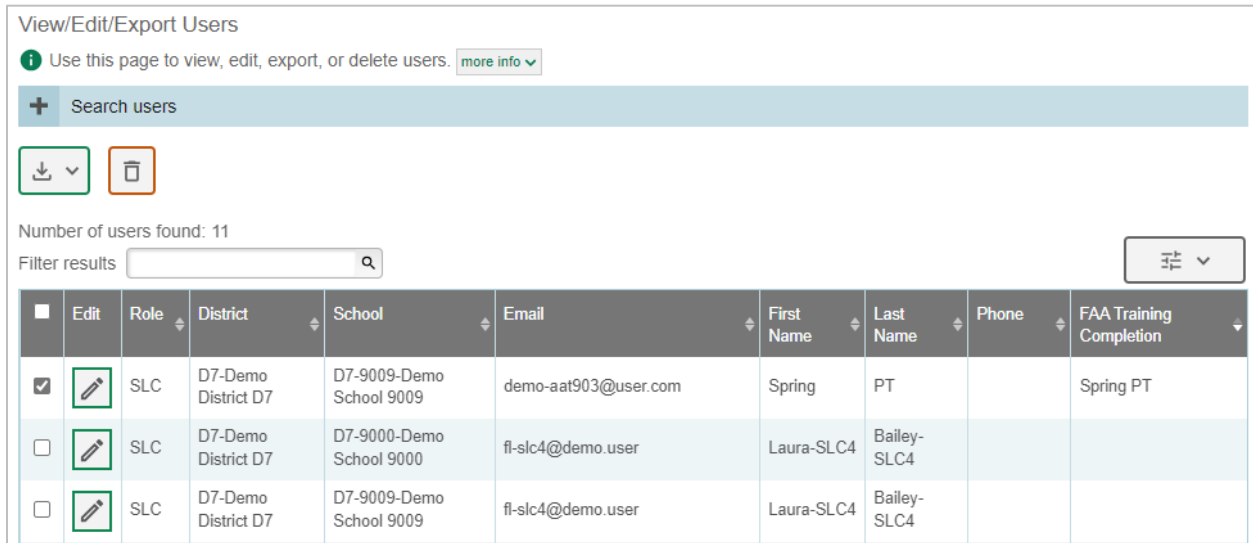 View/Edit/Export Users
Use this page to view, edit, export, or delete users. more info
Search users
Number of users found: 11
Filter results
Edit Role District School Email First Name Last Name Phone FAA Training Completion
SLC D7-Demo District D7 D7-9009-Demo School 9009 demo-aat903@user.com Spring PT Spring PT
SLC D7-Demo District D7 D7-9000-Demo School 9000 fl-slc4@demo.user Laura-SLC4 Bailey-SLC4
SLC D7-Demo District D7 D7-9009-Demo School 9009 fl-slc4@demo.user Laura-SLC4 Bailey-SLC4